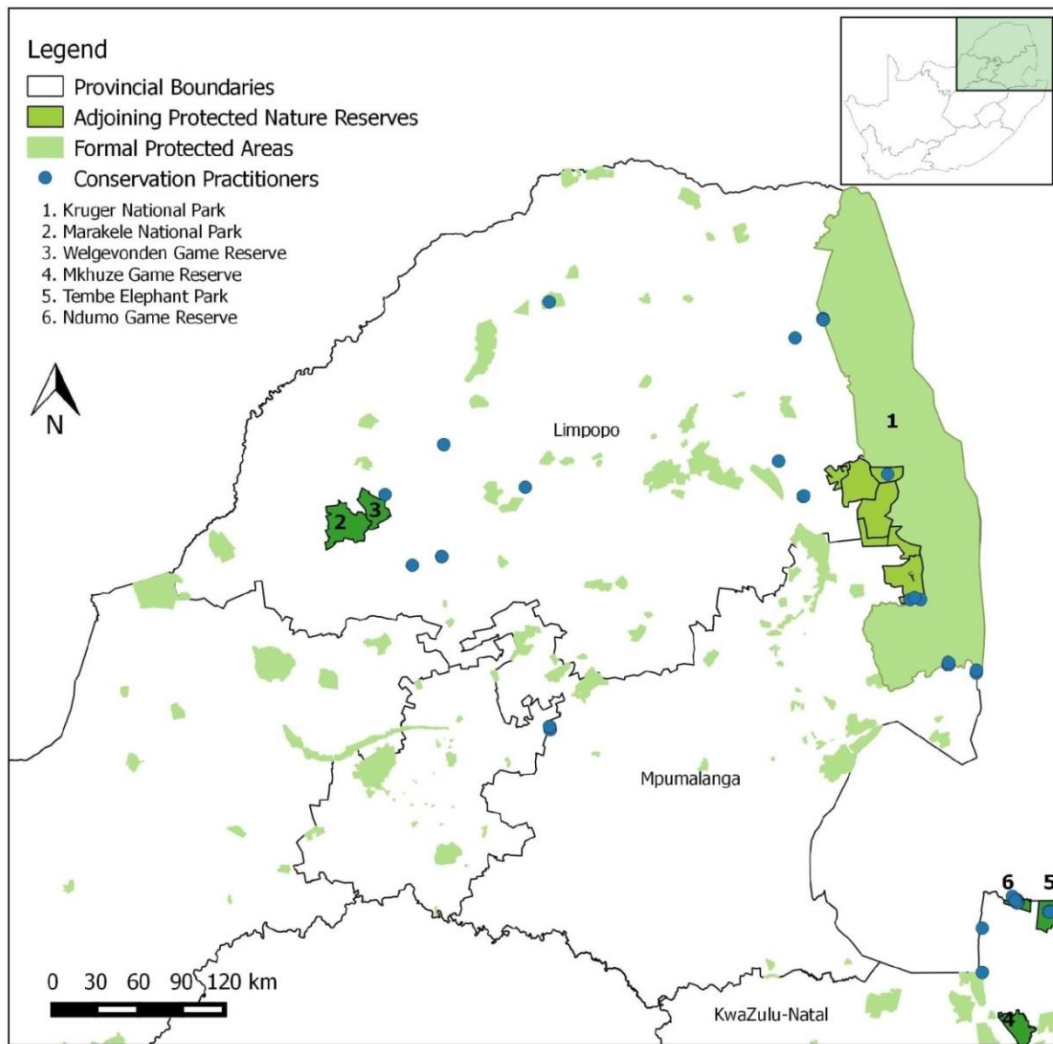 Legend
Provincial Boundaries
Adjoining Protected Nature Reserves
Formal Protected Areas
Conservation Practitioners
1. Kruger National Park
2. Marakele National Park
3. Welgevonden Game Reserve
4. Mkhuze Game Reserve
5. Tembe Elephant Park
6. Ndumo Game Reserve
N
Limpopo
1
2
3
Mpumalanga
6
5
0 30 60 90 120 km
KwaZulu-Natal
4